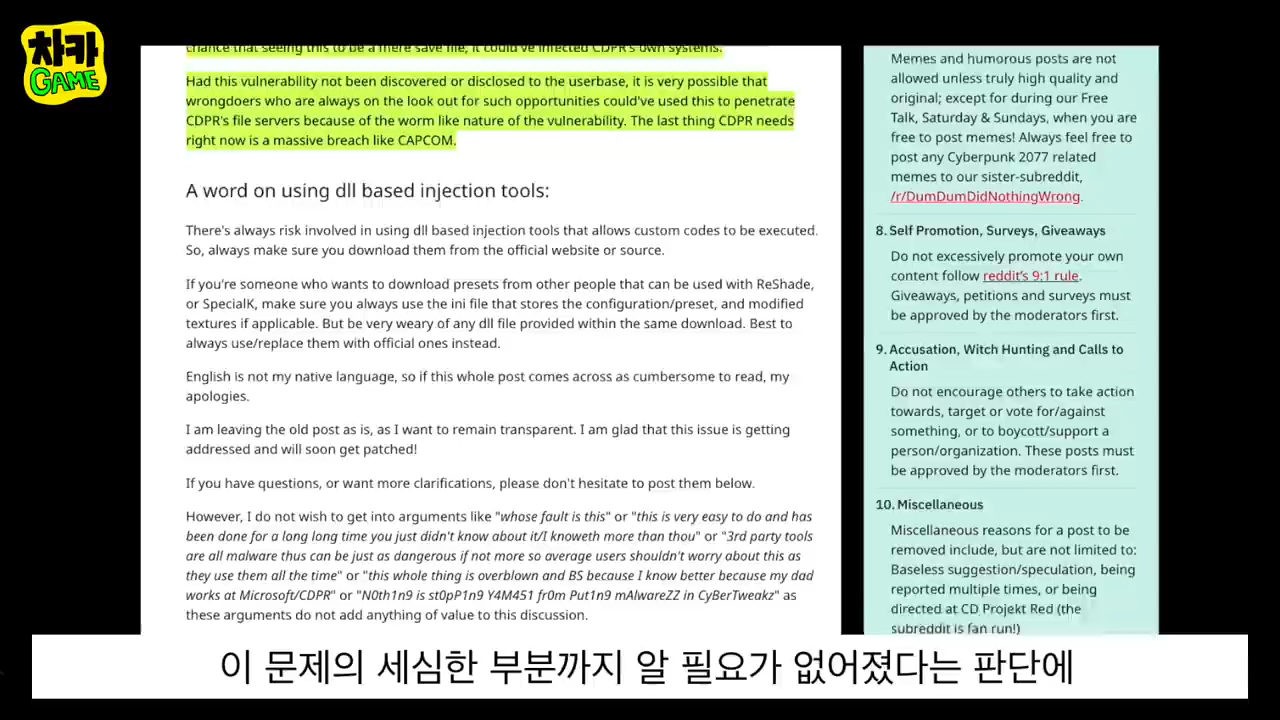 차카
GAME
chance that seeing this to be a mere save file, it could've infected CDPR's own systems.
Had this vulnerability not been discovered or disclosed to the userbase, it is very possible that
wrongdoers who are always on the look out for such opportunities could've used this to penetrate
CDPR's file servers because of the worm like nature of the vulnerability. The last thing CDPR needs
right now is a massive breach like CAPCOM.
A word on using dll based injection tools:
There's always risk involved in using dll based injection tools that allows custom codes to be executed.
So, always make sure you download them from the official website or source.
If you're someone who wants to download presets from other people that can be used with ReShade,
or SpecialK, make sure you always use the ini file that stores the configuration/preset, and modified
textures if applicable. But be very weary of any dll file provided within the same download. Best to
always use/replace them with official ones instead.
English is not my native language, so if this whole post comes across as cumbersome to read, my
apologies.
I am leaving the old post as is, as I want to remain transparent. I am glad that this issue is getting
addressed and will soon get patched!
If you have questions, or want more clarifications, please don't hesitate to post them below.
However, I do not wish to get into arguments like "whose fault is this" or "this is very easy to do and has
been done for a long long time you just didn't know about it/I knoweth more than thou" or "3rd party tools
are all malware thus can be just as dangerous if not more so average users shouldn't worry about this as
they use them all the time" or "this whole thing is overblown and BS because I know better because my dad
works at Microsoft/CDPR" or "N0th1n9 is st0pP1n9 Y4M451 fr0m Put1n9 mAlwareZZ in CyBerTweakz" as
these arguments do not add anything of value to this discussion.
Memes and humorous posts are not
allowed unless truly high quality and
original; except for during our Free
Talk, Saturday & Sundays, when you are
free to post memes! Always feel free to
post any Cyberpunk 2077 related
memes to our sister-subreddit,
/r/DumDumDidNothingWrong.
8. Self Promotion, Surveys, Giveaways
Do not excessively promote your own
content follow reddit's 9:1 rule.
Giveaways, petitions and surveys must
be approved by the moderators first.
9. Accusation, Witch Hunting and Calls to
Action
Do not encourage others to take action
towards, target or vote for/against
something, or to boycott/support a
person/organization. These posts must
be approved by the moderators first.
10. Miscellaneous
Miscellaneous reasons for a post to be
removed include, but are not limited to:
Baseless suggestion/speculation, being
reported multiple times, or being
directed at CD Projekt Red (the
subreddit is fan run!)
이 문제의 세심한 부분까지 알 필요가 없어졌다는 판단에